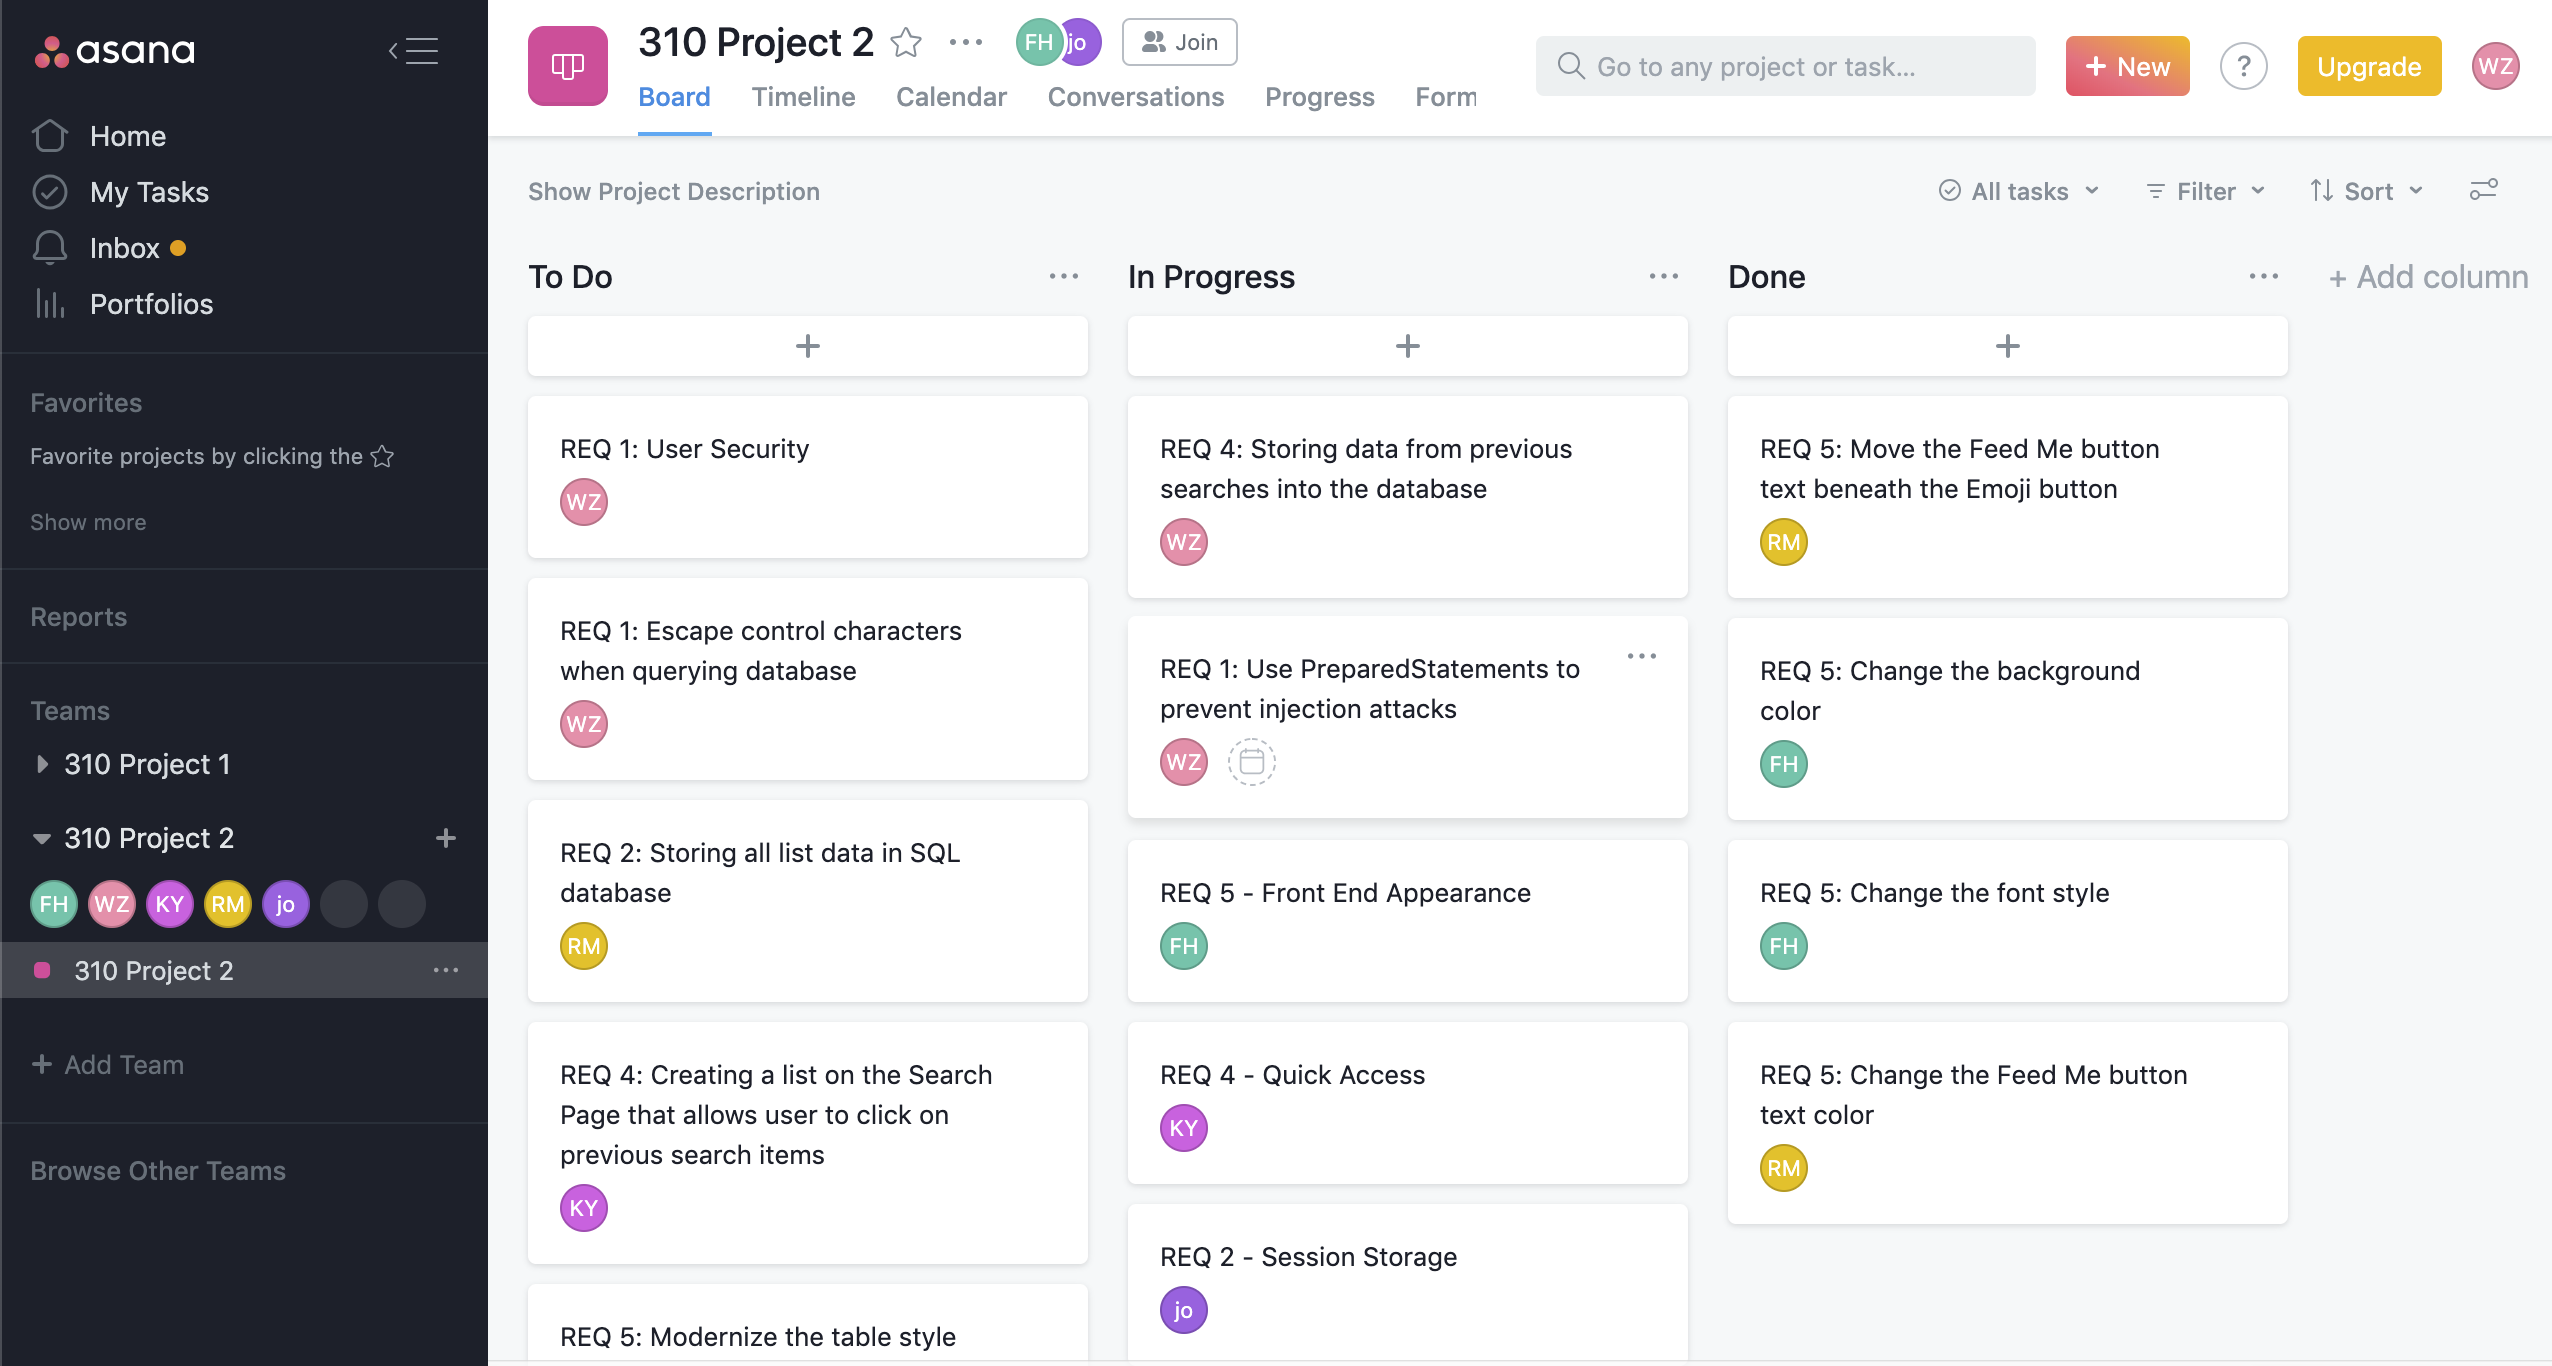 asana
Home
My Tasks
Inbox
Portfolios
Favorites
Favorite projects by clicking the
Show more
Reports
Teams
310 Project 1
310 Project 2
FH WZ KY RM jo
310 Project 2
+ Add Team
Browse Other Teams
310 Project 2
FH jo
Join
Board Timeline Calendar Conversations Progress Form
Go to any project or task...
+ New
?
Upgrade
WZ
Show Project Description
All tasks
Filter
Sort
To Do
REQ 1: User Security
WZ
REQ 1: Escape control characters
when querying database
WZ
REQ 2: Storing all list data in SQL
database
RM
REQ 4: Creating a list on the Search
Page that allows user to click on
previous search items
KY
REQ 5: Modernize the table style
In Progress
REQ 4: Storing data from previous
searches into the database
WZ
REQ 1: Use PreparedStatements to
prevent injection attacks
WZ
REQ 5 - Front End Appearance
FH
REQ 4 - Quick Access
KY
REQ 2 - Session Storage
jo
Done
REQ 5: Move the Feed Me button
text beneath the Emoji button
RM
REQ 5: Change the background
color
FH
REQ 5: Change the font style
FH
REQ 5: Change the Feed Me button
text color
RM
+ Add column